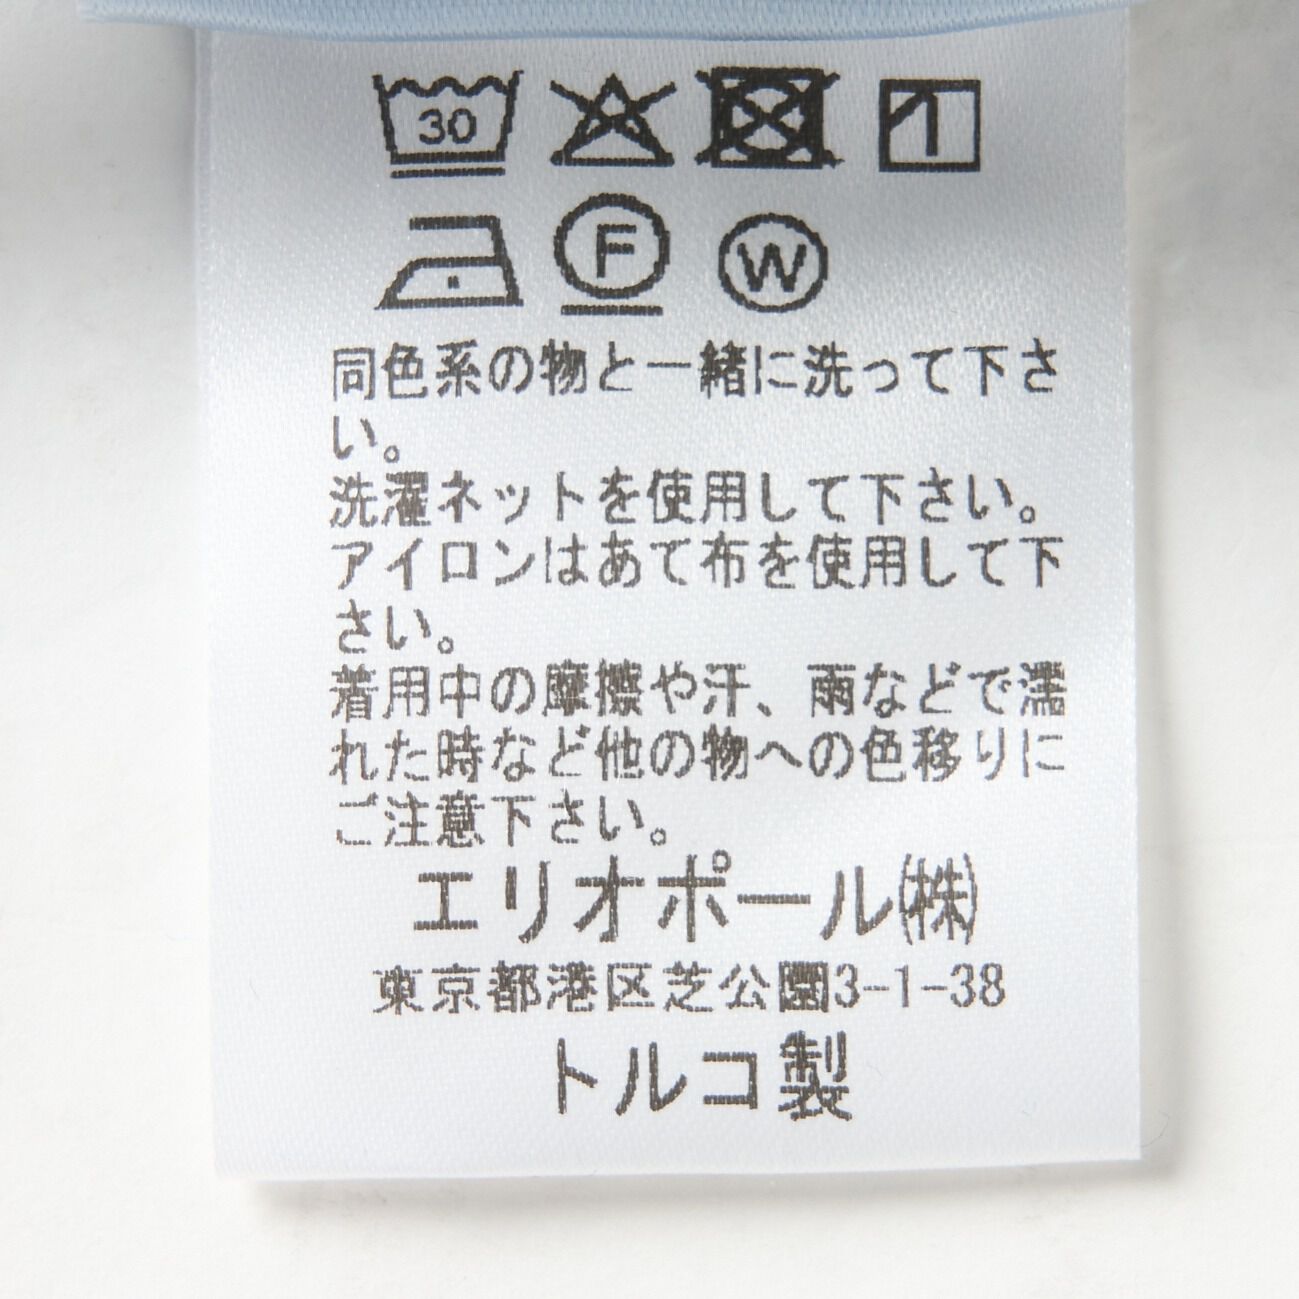 30
F W
同色系の物と一緒に洗って下さ
い。
洗濯ネットを使用して下さい。
アイロンはあて布を使用して下
さい。
着用中の摩擦や汗、雨などで濡
れた時など他の物への色移りに
ご注意下さい。
エリオポール㈱
東京都港区芝公園3-1-38
トルコ製